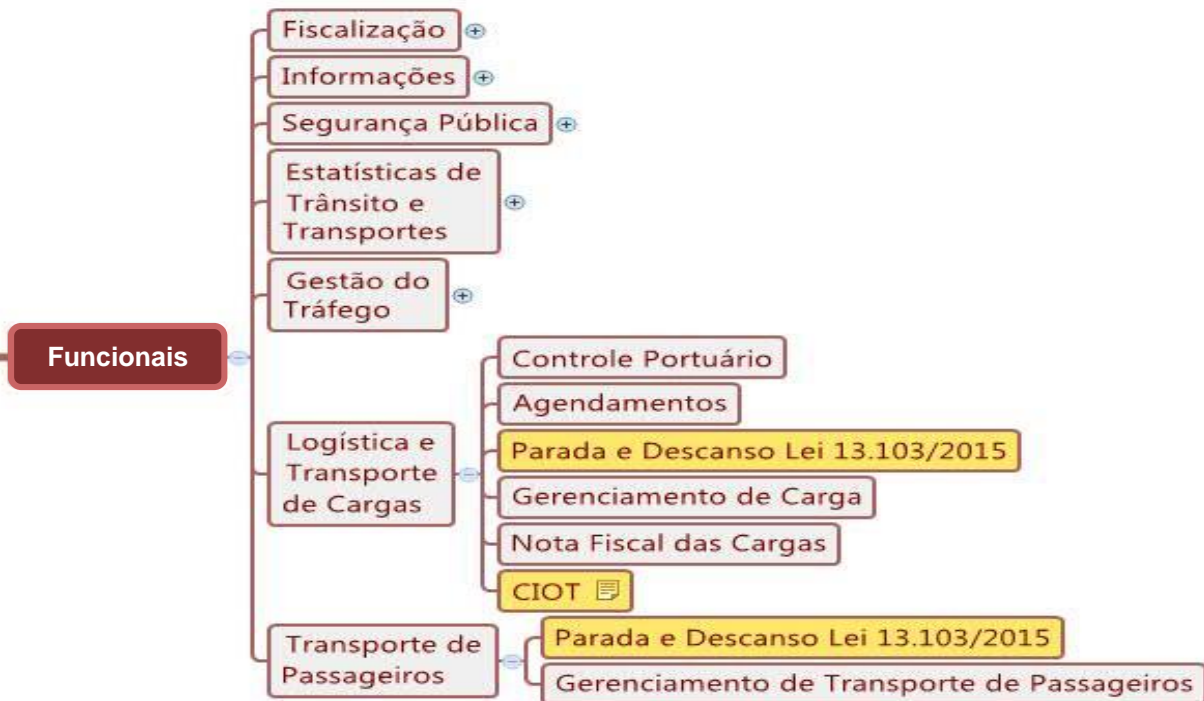 Fiscalização
Informações
Segurança Pública
Estatísticas de
Trânsito e
Transportes
Gestão do
Tráfego
Funcionais
Logística e
Transporte
de Cargas
Controle Portuário
Agendamentos
Parada e Descanso Lei 13.103/2015
Gerenciamento de Carga
Nota Fiscal das Cargas
CIOT
Transporte de
Passageiros
Parada e Descanso Lei 13.103/2015
Gerenciamento de Transporte de Passageiros